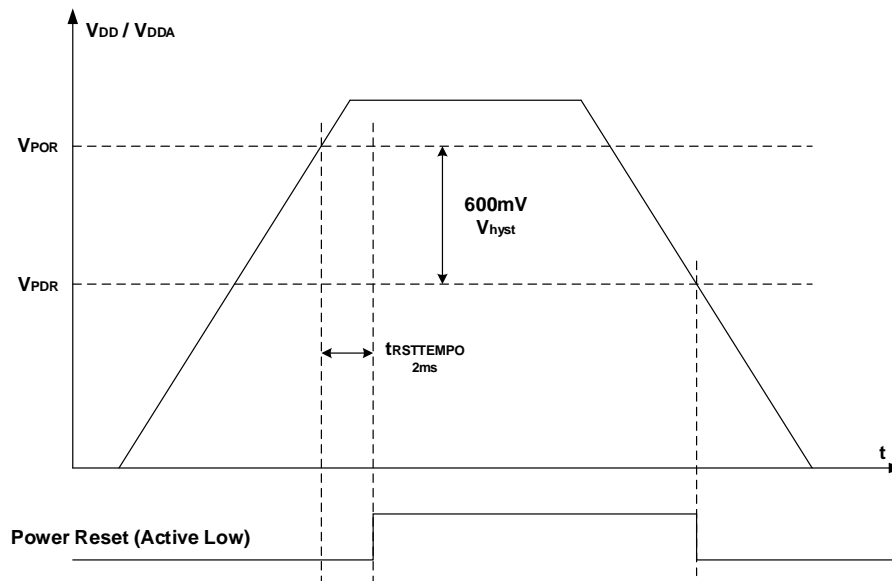 VDD / VDDA
VPOR
600mV
Vhyst
VPDR
tRSTTEMPO
2ms
t
Power Reset (Active Low)